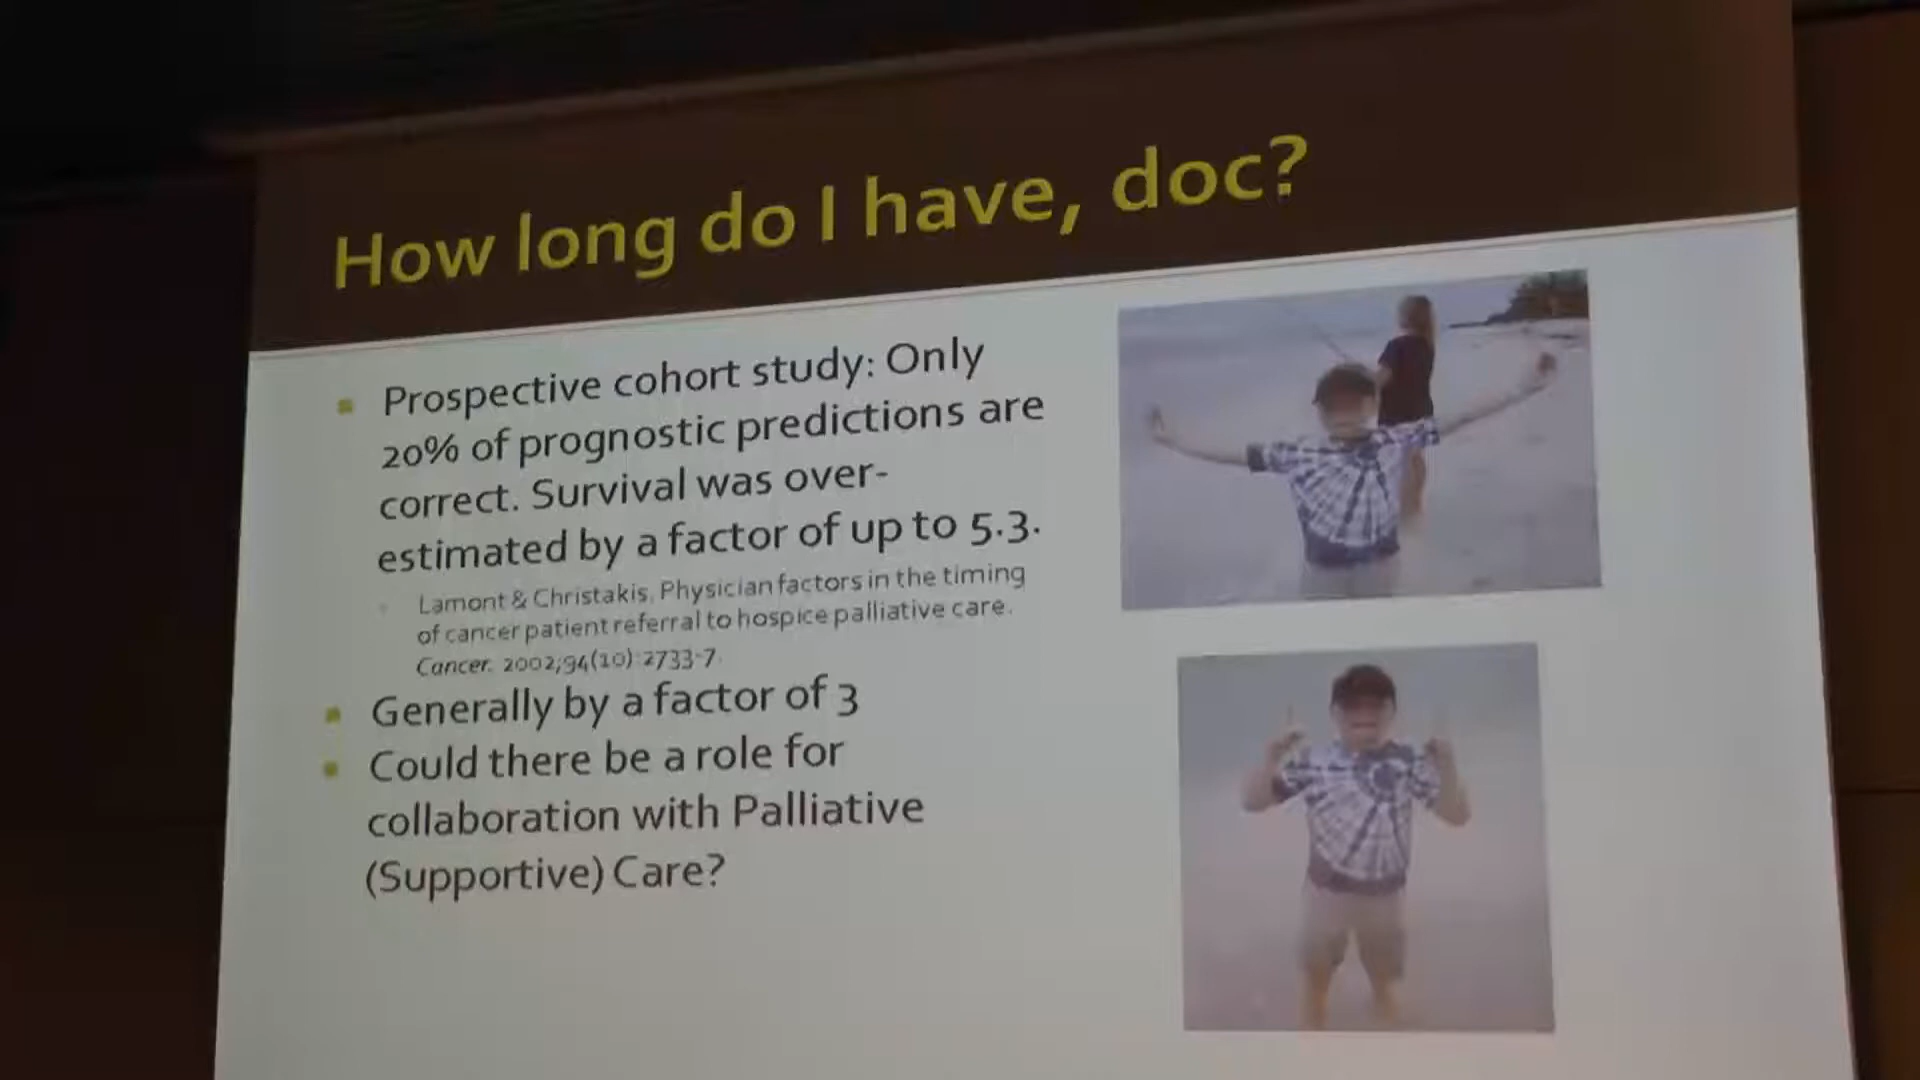 How long do I have, doc?
Prospective cohort study: Only
20% of prognostic predictions are
correct. Survival was over-
estimated by a factor of up to 5.3.
Lamont & Christakis. Physician factors in the timing
of cancer patient referral to hospice palliative care.
Cancer. 2002;94(10):2733-7.
Generally by a factor of 3
Could there be a role for
collaboration with Palliative
(Supportive) Care?